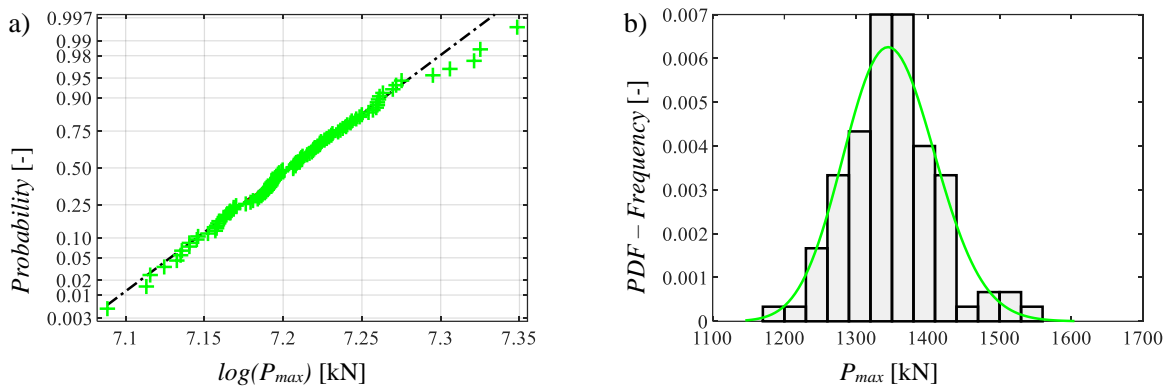 a)
0.997
0.99
0.98
0.95
0.90
0.75
0.50
0.25
0.10
0.05
0.02
0.01
0.003
Probability [-]
7.1 7.15 7.2 7.25 7.3 7.35
log(Pmax) [kN]
b)
0.007
0.006
0.005
0.004
0.003
0.002
0.001
0
PDF – Frequency [-]
1100 1200 1300 1400 1500 1600 1700
Pmax [kN]